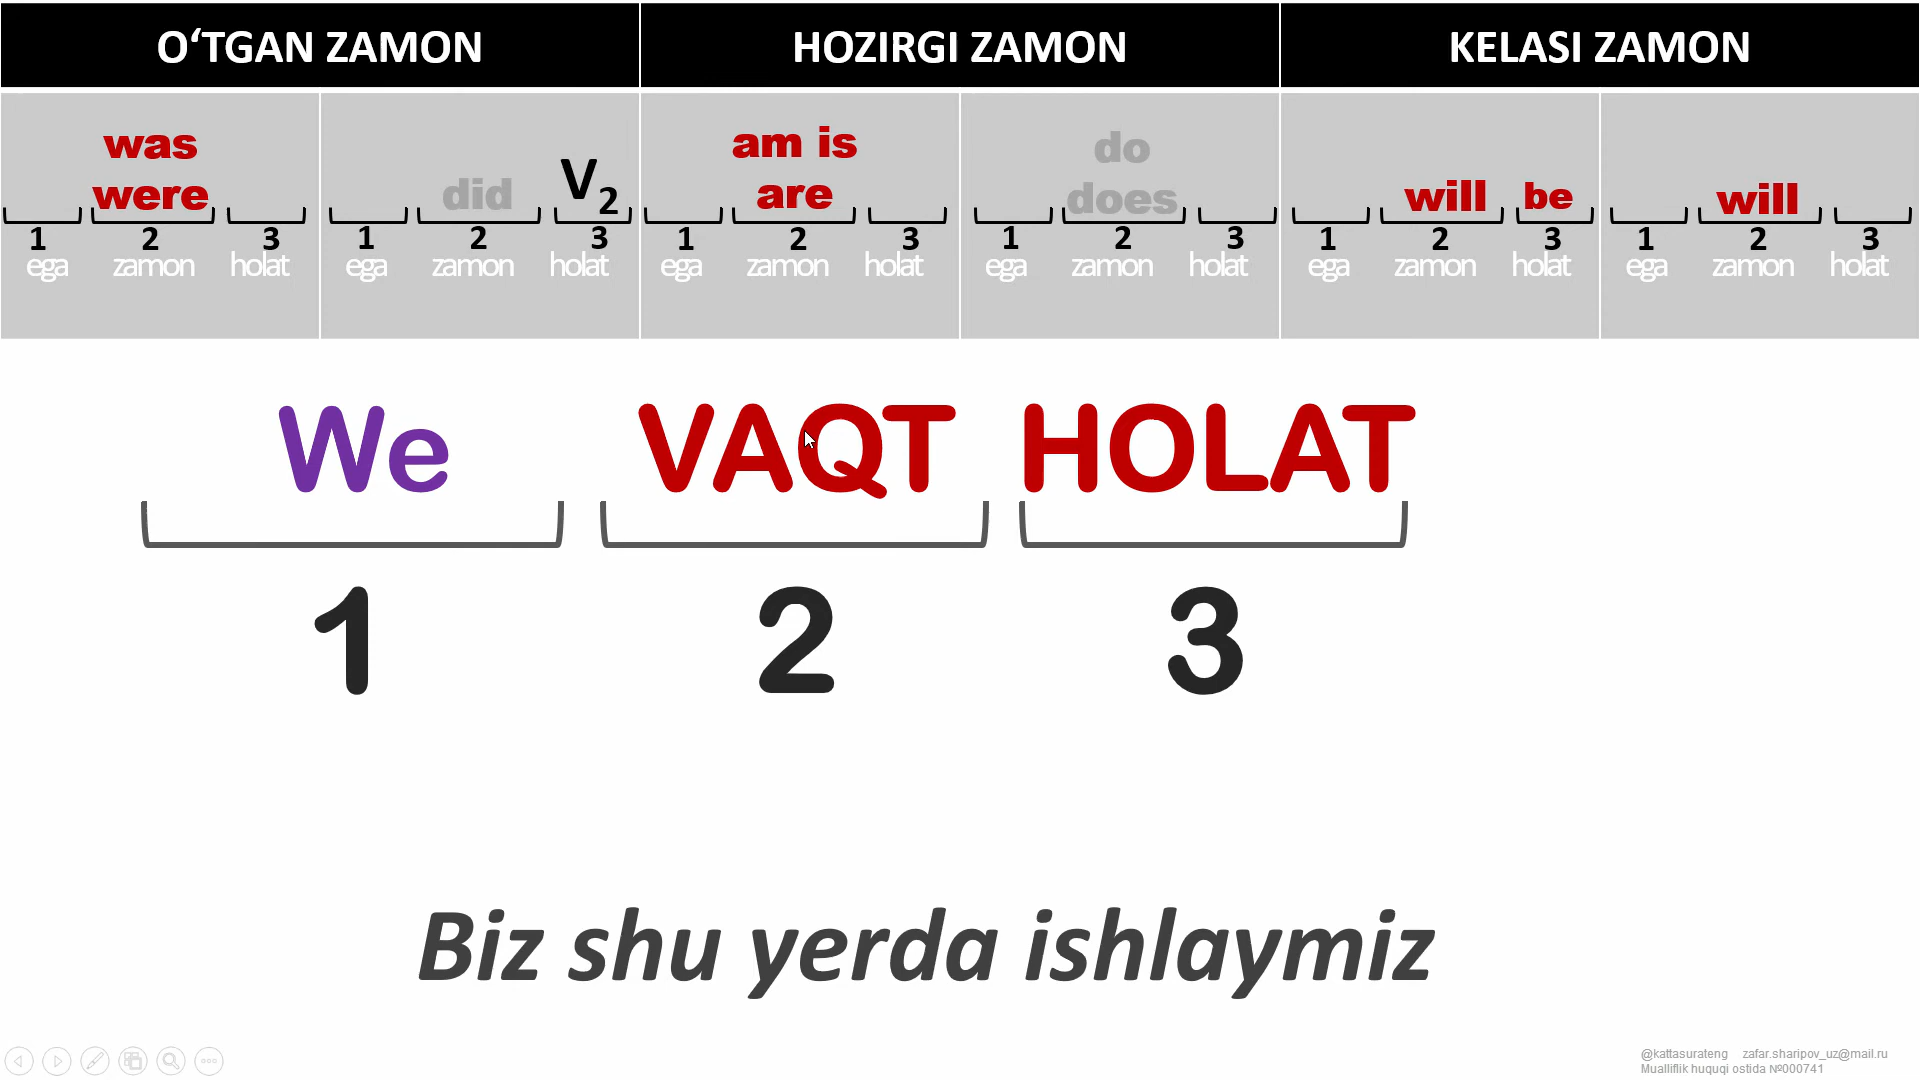 O‘TGAN ZAMON HOZIRGI ZAMON KELASI ZAMON
was were did V2 am is are do does will be will
1 2 3 1 2 3 1 2 3 1 2 3 1 2 3 1 2 3
ega zamon holat ega zamon holat ega zamon holat ega zamon holat ega zamon holat ega zamon holat
We VAQT HOLAT
1 2 3
Biz shu yerda ishlaymiz
@kattasurateng zafar.sharipov_uz@mail.ru
Mualliflik huquqi ostida №000741